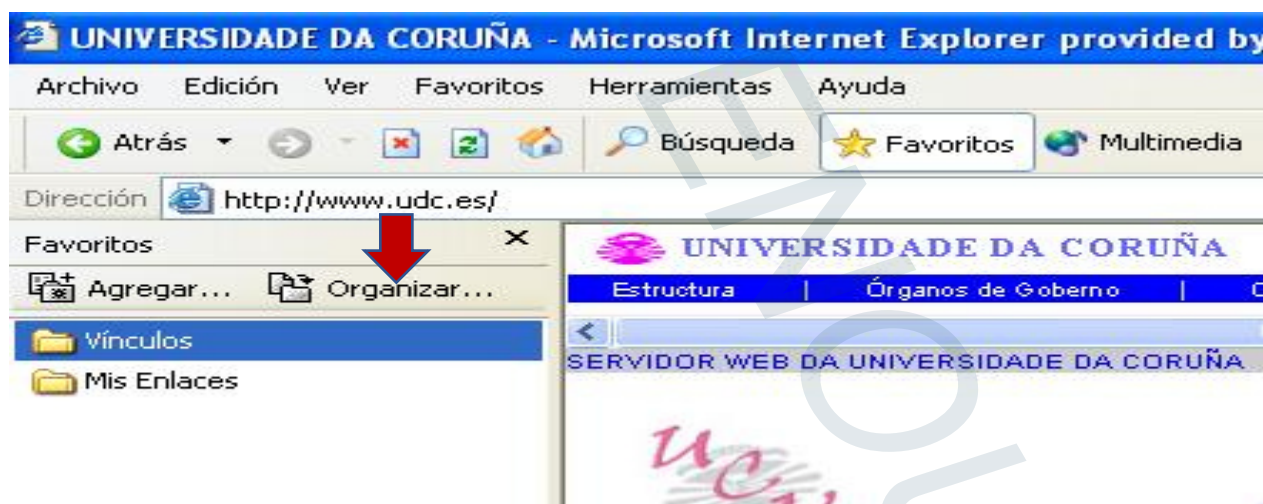 UNIVERSIDADE DA CORUÑA - Microsoft Internet Explorer provided by
Archivo Edición Ver Favoritos Herramientas Ayuda
Atrás Búsqueda Favoritos Multimedia
Dirección http://www.udc.es/
Favoritos
Agregar... Organizar...
Vínculos
Mis Enlaces
UNIVERSIDADE DA CORUÑA
Estructura | Órganos de Goberno |
SERVIDOR WEB DA UNIVERSIDADE DA CORUÑA